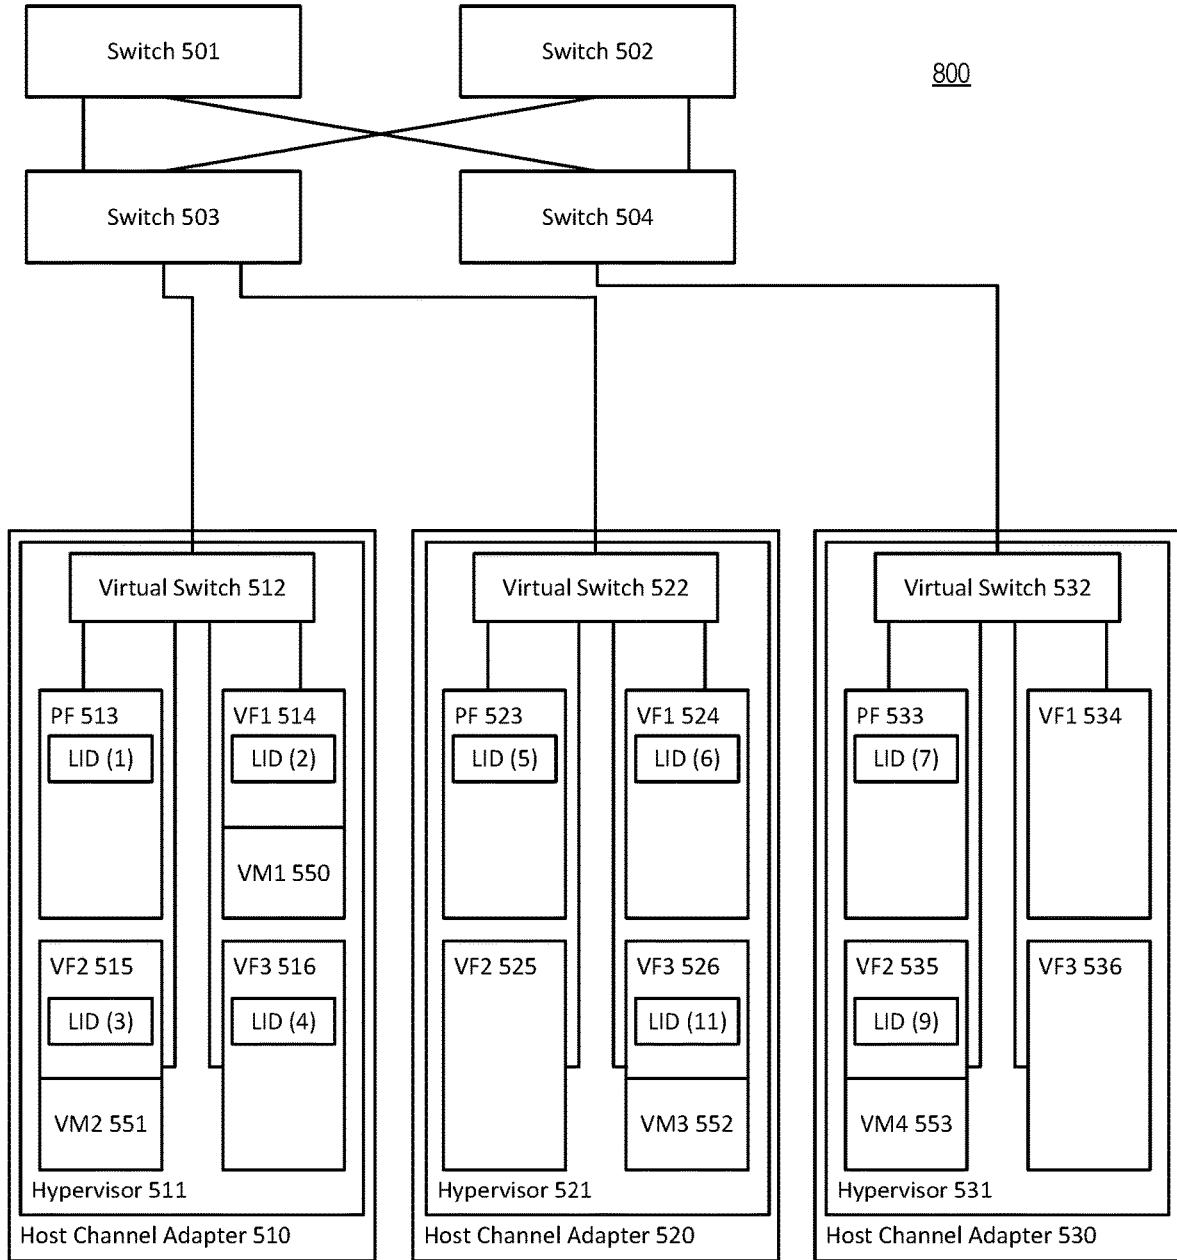 Switch 501
Switch 502
800
Switch 503
Switch 504
Virtual Switch 512
Virtual Switch 522
Virtual Switch 532
PF 513
LID (1)
VF1 514
LID (2)
VM1 550
VF2 515
LID (3)
VM2 551
VF3 516
LID (4)
Hypervisor 511
Host Channel Adapter 510
PF 523
LID (5)
VF1 524
LID (6)
VF2 525
VF3 526
LID (11)
VM3 552
Hypervisor 521
Host Channel Adapter 520
PF 533
LID (7)
VF1 534
VF2 535
LID (9)
VM4 553
VF3 536
Hypervisor 531
Host Channel Adapter 530